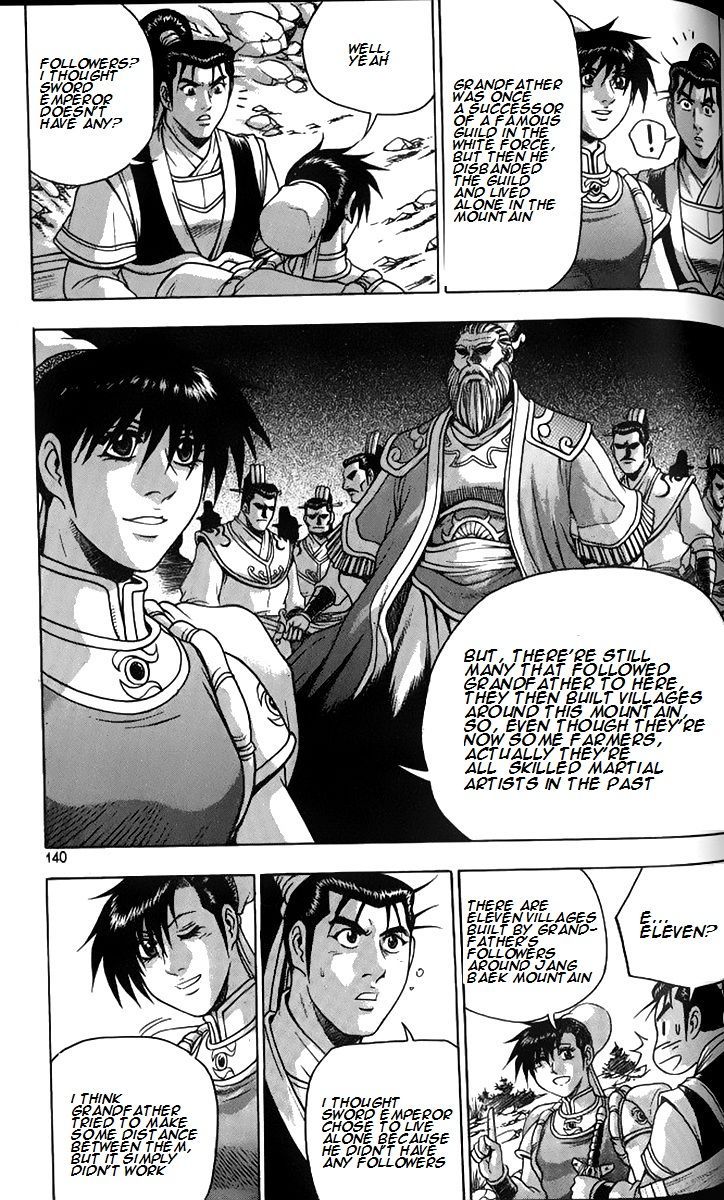 FOLLOWERS?
I THOUGHT
SWORD
EMPEROR
DOESN'T
HAVE ANY?
WELL,
YEAH
GRANDFATHER
WAS ONCE
A SUCCESSOR
OF A FAMOUS
GUILD IN THE
WHITE FORCE,
BUT THEN HE
DISBANDED
THE GUILD
AND LIVED
ALONE IN THE
MOUNTAIN
!
BUT, THERE'RE STILL
MANY THAT FOLLOWED
GRANDFATHER TO HERE,
THEY THEN BUILT VILLAGES
AROUND THIS MOUNTAIN,
SO, EVEN THOUGH THEY'RE
NOW SOME FARMERS,
ACTUALLY THEY'RE
ALL SKILLED MARTIAL
ARTISTS IN THE PAST
140
I THINK
GRANDFATHER
TRIED TO MAKE
SOME DISTANCE
BETWEEN THEM,
BUT IT SIMPLY
DIDN'T WORK
I THOUGHT
SWORD EMPEROR
CHOSE TO LIVE
ALONE BECAUSE
HE DIDN'T HAVE
ANY FOLLOWERS
THERE ARE
ELEVEN VILLAGES
BUILT BY GRAND-
FATHER'S
FOLLOWERS
AROUND JANG
BAEK MOUNTAIN
E...
ELEVEN?